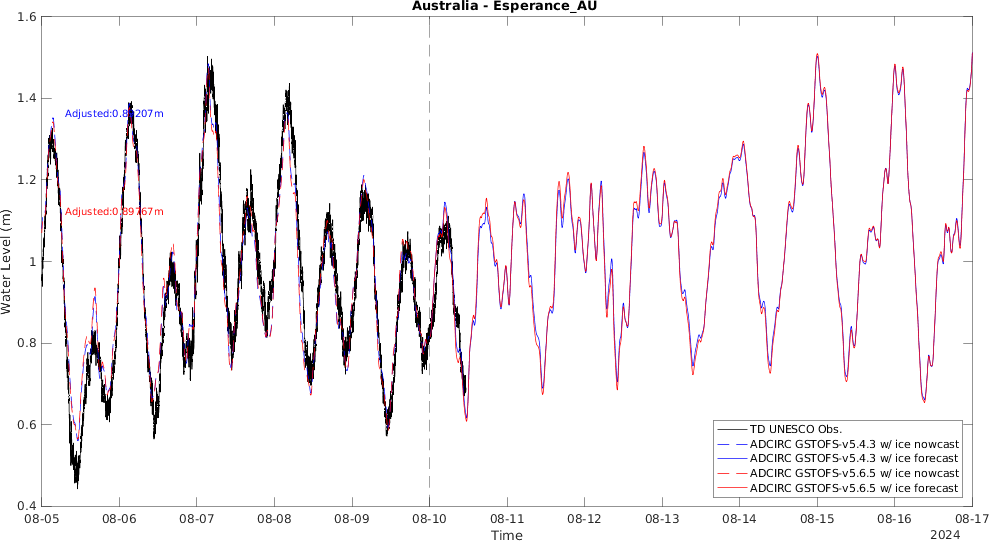 Australia - Esperance_AU
1.6
1.4
1.2
1
0.8
0.6
0.4
Water Level (m)
Adjusted:0.89767m
TD UNESCO Obs.
ADCIRC GSTOFS-v5.4.3 w/ ice nowcast
ADCIRC GSTOFS-v5.4.3 w/ ice forecast
ADCIRC GSTOFS-v5.6.5 w/ ice nowcast
ADCIRC GSTOFS-v5.6.5 w/ ice forecast
08-05 08-06 08-07 08-08 08-09 08-10 08-11 08-12 08-13 08-14 08-15 08-16 08-17
Time
2024